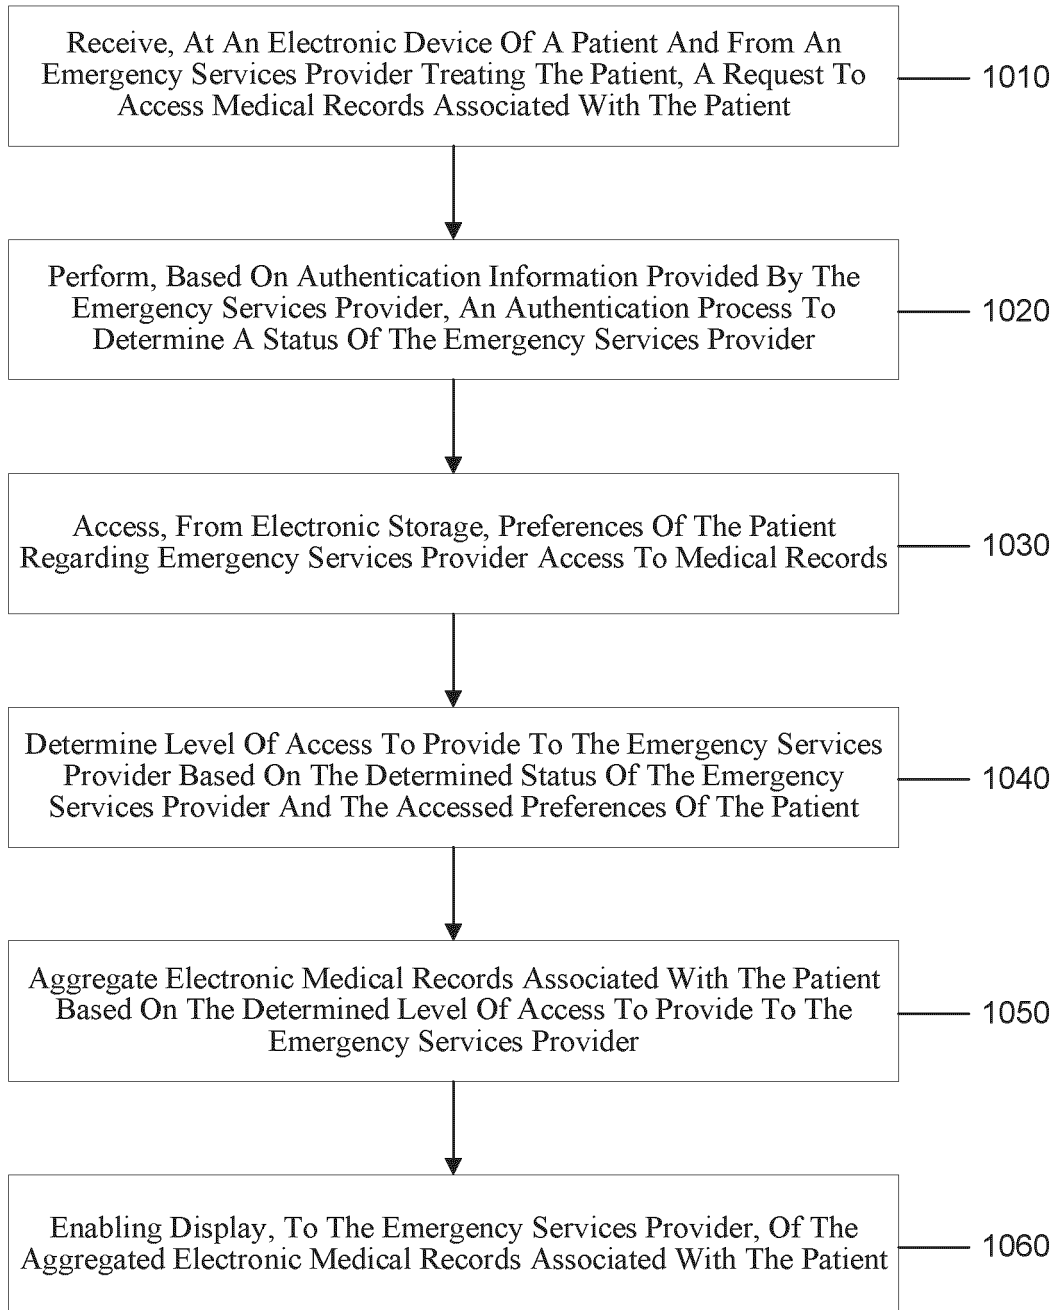 Receive, At An Electronic Device Of A Patient And From An
Emergency Services Provider Treating The Patient, A Request To
Access Medical Records Associated With The Patient
1010
Perform, Based On Authentication Information Provided By The
Emergency Services Provider, An Authentication Process To
Determine A Status Of The Emergency Services Provider
1020
Access, From Electronic Storage, Preferences Of The Patient
Regarding Emergency Services Provider Access To Medical Records
1030
Determine Level Of Access To Provide To The Emergency Services
Provider Based On The Determined Status Of The Emergency
Services Provider And The Accessed Preferences Of The Patient
1040
Aggregate Electronic Medical Records Associated With The Patient
Based On The Determined Level Of Access To Provide To The
Emergency Services Provider
1050
Enabling Display, To The Emergency Services Provider, Of The
Aggregated Electronic Medical Records Associated With The Patient
1060